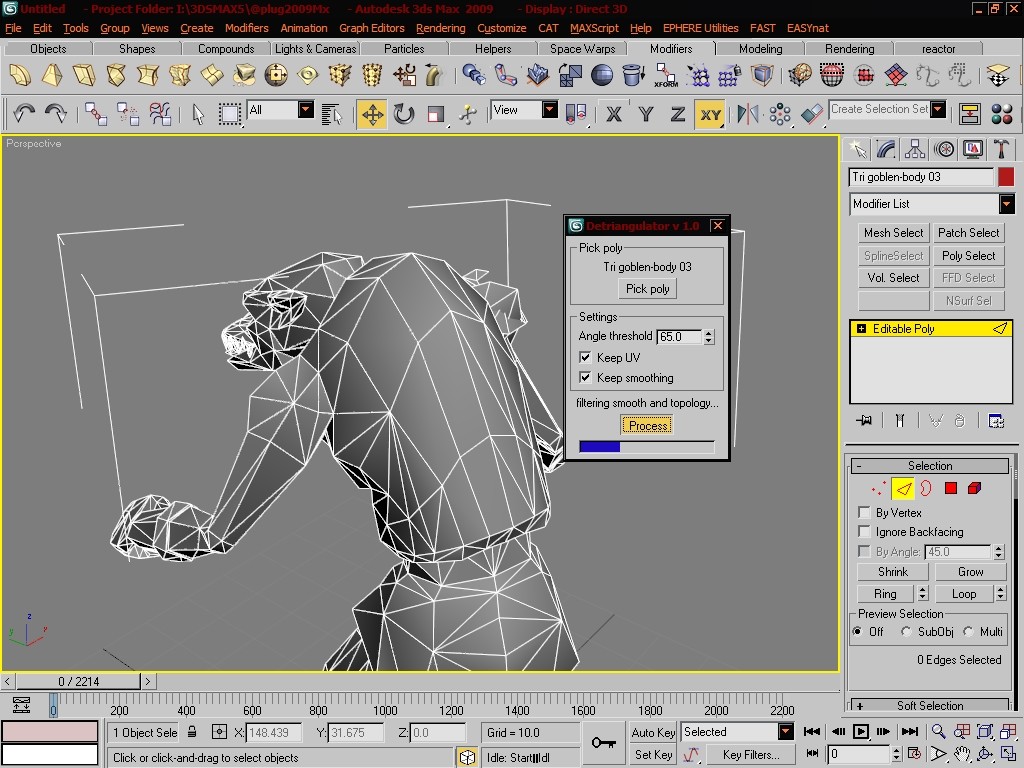 Untitled - Project Folder: I:\3DSMAX5\@plug2009Mx - Autodesk 3ds Max 2009 - Display : Direct 3D
File Edit Tools Group Views Create Modifiers Animation Graph Editors Rendering Customize CAT MAXScript Help EPHERE Utilities FAST EASYnat
Objects Shapes Compounds Lights & Cameras Particles Helpers Space Warps Modifiers Modeling Rendering reactor
XFORM
All View X Y Z XY Create Selection Set
Perspective
Tri goblen-body 03
Modifier List
Mesh Select Patch Select
SplineSelect Poly Select
Vol. Select FFD Select
NSurf Sel
Editable Poly
Detriangulator v 1.0
Pick poly
Tri goblen-body 03
Pick poly
Settings
Angle threshold 65.0
Keep UV
Keep smoothing
filtering smooth and topology...
Process
- Selection
By Vertex
Ignore Backfacing
By Angle: 45.0
Shrink Grow
Ring Loop
Preview Selection
Off SubObj Multi
0 Edges Selected
+ Soft Selection
z
y x
< 0 / 2214 >
0 200 400 600 800 1000 1200 1400 1600 1800 2000 2200
1 Object Sele X: 148.439 Y: 31.675 Z: 0.0 Grid = 10.0 Auto Key Selected
Click or click-and-drag to select objects Set Key Key Filters... 0